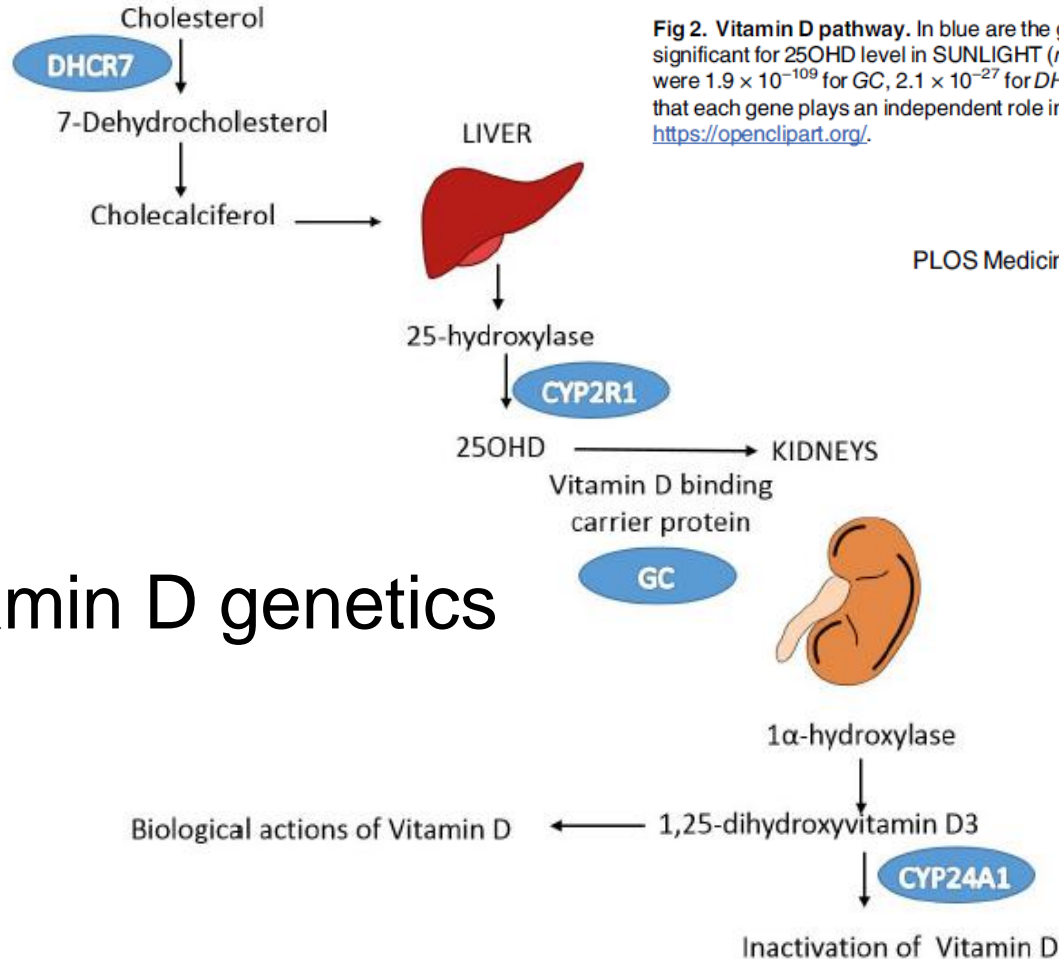 Cholesterol
DHCR7
7-Dehydrocholesterol
Cholecalciferol
LIVER
Fig 2. Vitamin D pathway. In blue are the
significant for 25OHD level in SUNLIGHT (
were 1.9 × 10−109 for GC, 2.1 × 10−27 for
that each gene plays an independent role in
https://openclipart.org/.
PLOS
25-hydroxylase
CYP2R1
25OHD
KIDNEYS
Vitamin D binding
carrier protein
GC
min D genetics
1α-hydroxylase
Biological actions of Vitamin D
1,25-dihydroxyvitamin D3
CYP24A1
Inactivation of Vitamin D